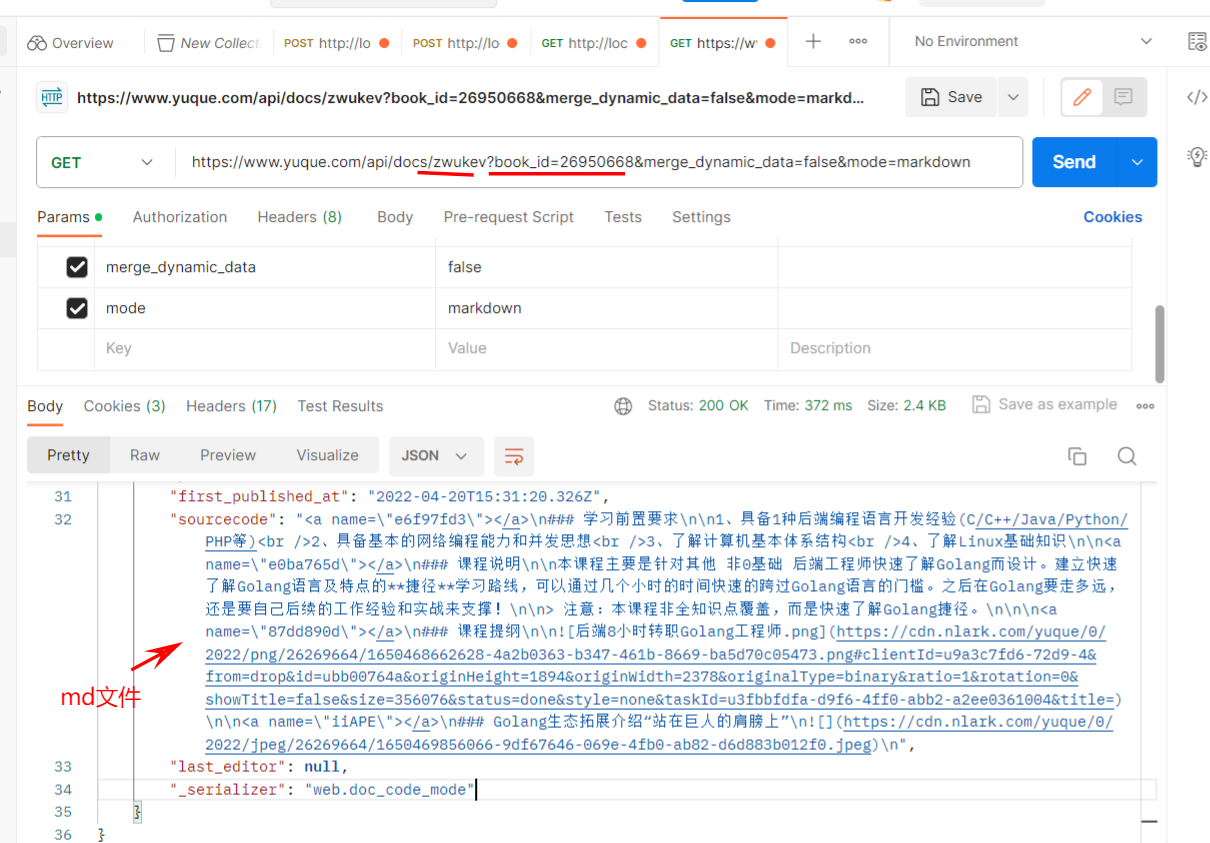 Overview
New Collecti
POST http://lo
POST http://lo
GET http://loc
GET https://w
No Environment
HTTP
https://www.yuque.com/api/docs/zwukev?book_id=26950668&merge_dynamic_data=false&mode=markd...
Save
GET
https://www.yuque.com/api/docs/zwukev?book_id=26950668&merge_dynamic_data=false&mode=markdown
Send
Params
Authorization
Headers (8)
Body
Pre-request Script
Tests
Settings
Cookies
merge_dynamic_data false
mode markdown
Key Value Description
Body
Cookies (3)
Headers (17)
Test Results
Status: 200 OK
Time: 372 ms
Size: 2.4 KB
Save as example
Pretty
Raw
Preview
Visualize
JSON
31 "first_published_at": "2022-04-20T15:31:20.326Z",
32 "sourcecode": "<a name=\"e6f97fd3\"></a>\n### 学习前置要求\n\n1、具备1种后端编程语言开发经验(C/C++/Java/Python/
PHP等)<br />2、具备基本的网络编程能力和并发思想<br />3、了解计算机基本体系结构<br />4、了解Linux基础知识\n\n<a
name=\"e0ba765d\"></a>\n### 课程说明\n\n本课程主要是针对其他 非0基础 后端工程师快速了解Golang而设计。建立快速
了解Golang语言及特点的**捷径**学习路线，可以通过几个小时的时间快速的跨过Golang语言的门槛。之后在Golang要走多远，
还是要自己后续的工作经验和实战来支撑！\n\n> 注意：本课程非全知识点覆盖，而是快速了解Golang捷径。\n\n\n<a
name=\"87dd890d\"></a>\n### 课程提纲\n\n![后端8小时转职Golang工程师.png](https://cdn.nlark.com/yuque/0/
2022/png/26269664/1650468662628-4a2b0363-b347-461b-8669-ba5d70c05473.png#clientId=u9a3c7fd6-72d9-4&
from=drop&id=ubb00764a&originHeight=1894&originWidth=2378&originalType=binary&ratio=1&rotation=0&
showTitle=false&size=356076&status=done&style=none&taskId=u3fbbfdfa-d9f6-4ff0-abb2-a2ee0361004&title=)
\n\n<a name=\"iiAPE\"></a>\n### Golang生态拓展介绍“站在巨人的肩膀上”\n![](https://cdn.nlark.com/yuque/0/
2022/jpeg/26269664/1650469856066-9df67646-069e-4fb0-ab82-d6d883b012f0.jpeg)\n",
md文件
33 "last_editor": null,
34 "_serializer": "web.doc_code_mode"
35 }
36 }